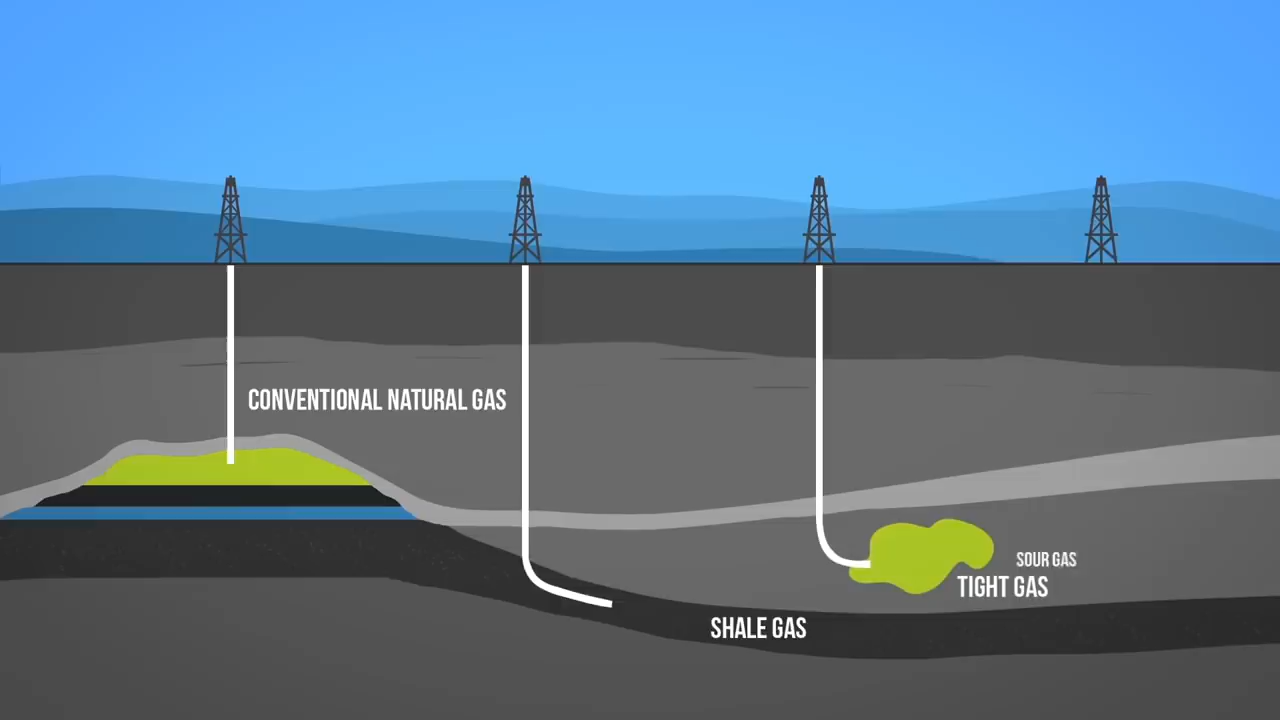 CONVENTIONAL NATURAL GAS
SOUR GAS
TIGHT GAS
SHALE GAS